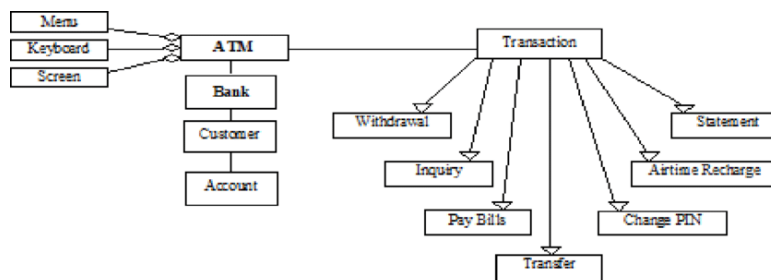 Menu
Keyboard
Screen
ATM
Bank
Customer
Account
Transaction
Withdrawal
Inquiry
Pay Bills
Transfer
Change PIN
Airtime Recharge
Statement